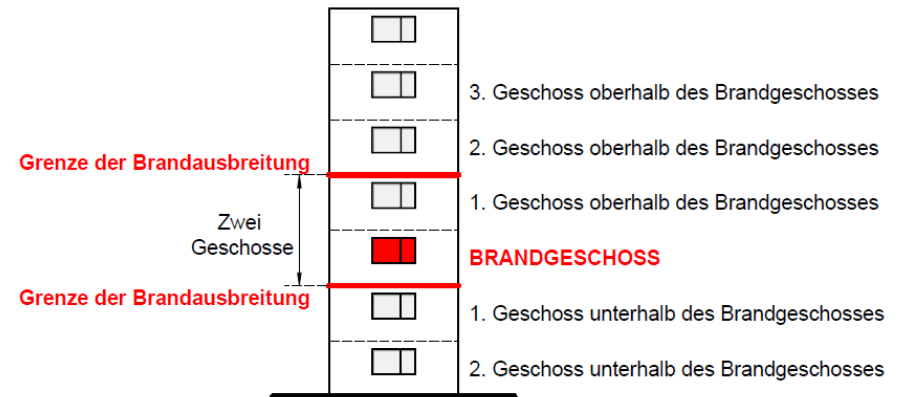 3. Geschoss oberhalb des Brandgeschosses
2. Geschoss oberhalb des Brandgeschosses
Grenze der Brandausbreitung
1. Geschoss oberhalb des Brandgeschosses
Zwei
Geschosse
BRANDGESCHOSS
Grenze der Brandausbreitung
1. Geschoss unterhalb des Brandgeschosses
2. Geschoss unterhalb des Brandgeschosses